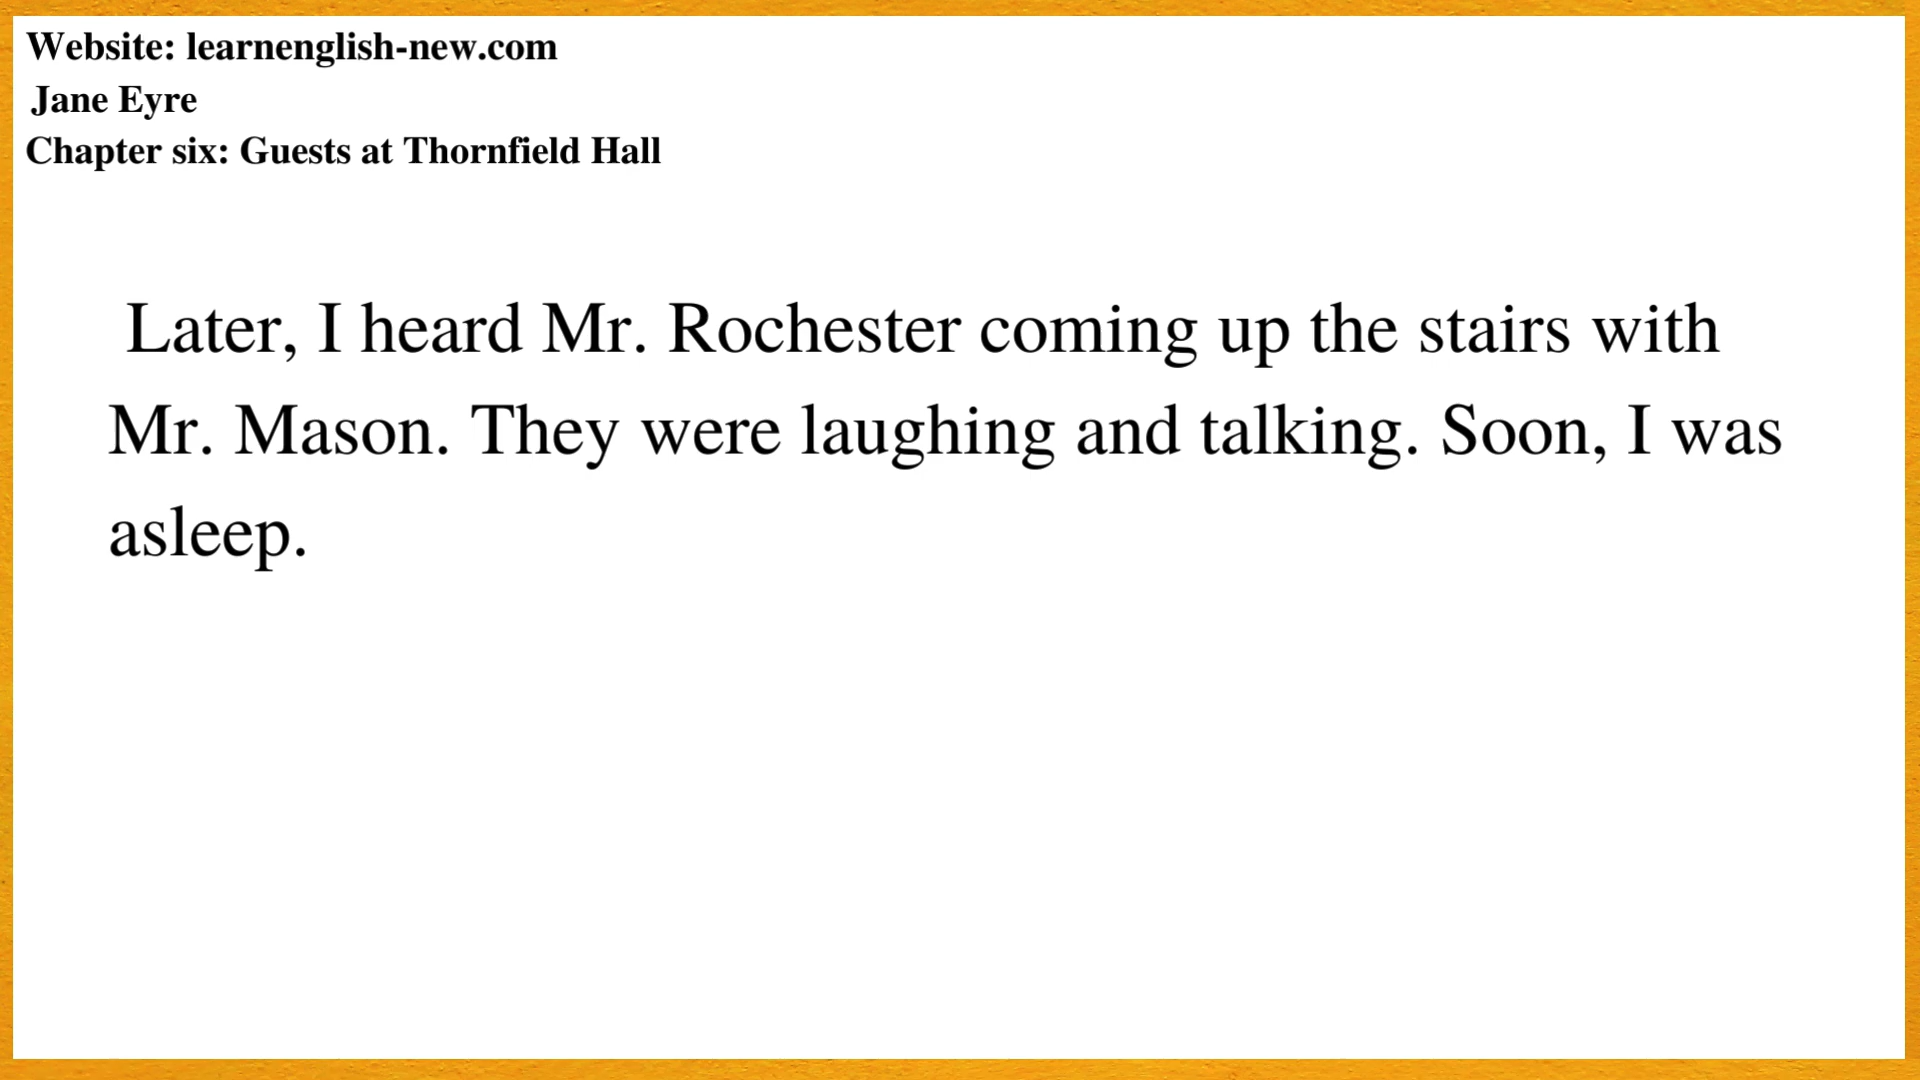 Website: learnenglish-new.com
Jane Eyre
Chapter six: Guests at Thornfield Hall
Later, I heard Mr. Rochester coming up the stairs with
Mr. Mason. They were laughing and talking. Soon, I was
asleep.